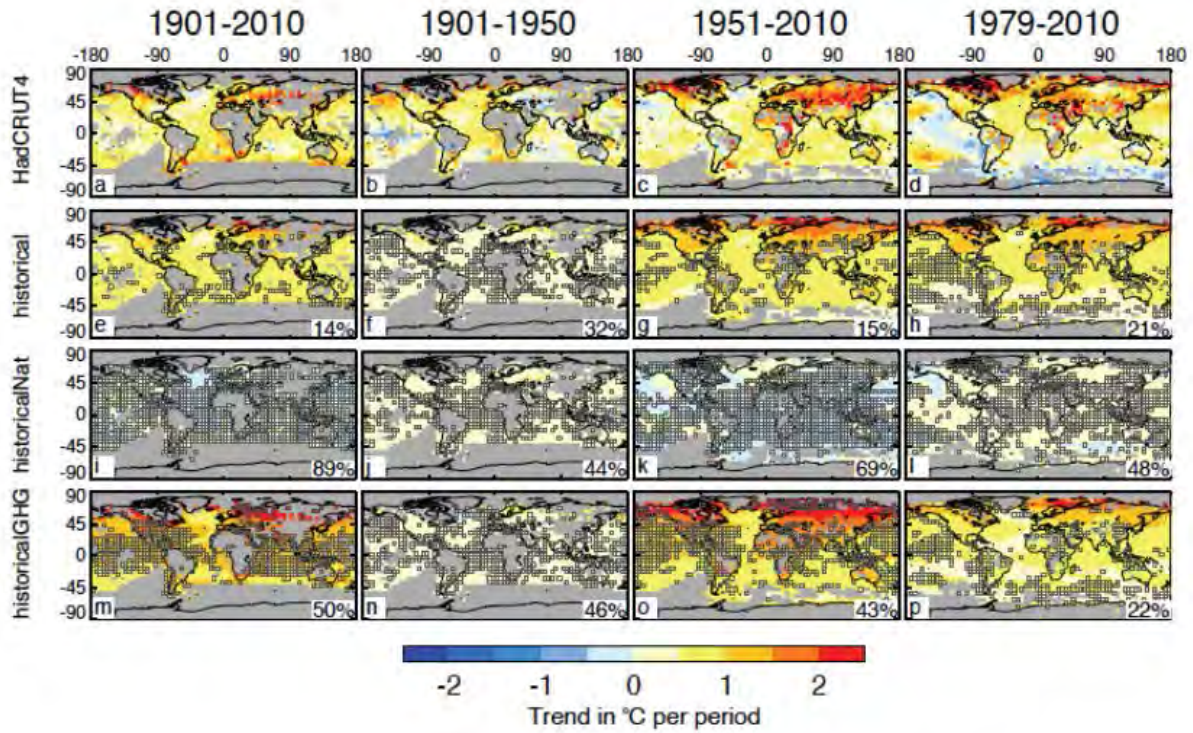 1901-2010 1901-1950 1951-2010 1979-2010
-180 -90 0 90 180 -90 0 90 180 -90 0 90 180 -90 0 90 180
HadCRUT4
90
45
0
-45
-90
a b c d
historical
90
45
0
-45
-90
e 14% f 32% g 15% h 21%
historicalNat
90
45
0
-45
-90
i 89% j 44% k 69% l 48%
historicalGHG
90
45
0
-45
-90
m 50% n 46% o 43% p 22%
-2 -1 0 1 2
Trend in °C per period